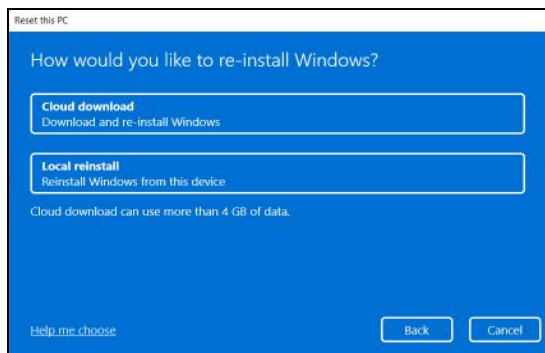 Reset this PC
How would you like to re-install Windows?
Cloud download
Download and re-install Windows
Local reinstall
Reinstall Windows from this device
Cloud download can use more than 4 GB of data.
Help me choose
Back
Cancel